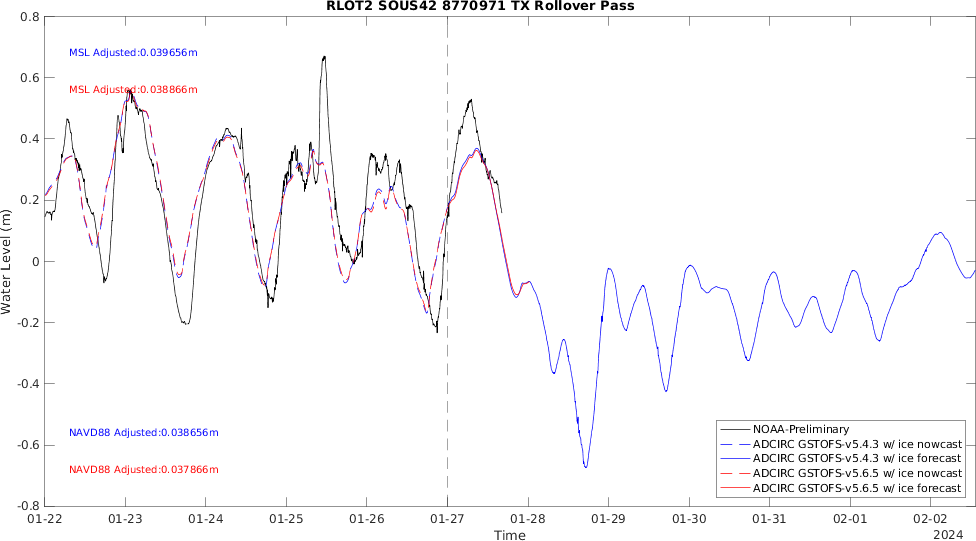 RLOT2 SOUS42 8770971 TX Rollover Pass
0.8
MSL Adjusted:0.039656m
0.6
MSL Adjusted:0.038866m
0.4
0.2
Water Level (m)
0
-0.2
-0.4
NAVD88 Adjusted:0.038656m
NOAA-Preliminary
ADCIRC GSTOFS-v5.4.3 w/ ice nowcast
-0.6
ADCIRC GSTOFS-v5.4.3 w/ ice forecast
NAVD88 Adjusted:0.037866m
ADCIRC GSTOFS-v5.6.5 w/ ice nowcast
ADCIRC GSTOFS-v5.6.5 w/ ice forecast
-0.8
01-22 01-23 01-24 01-25 01-26 01-27 01-28 01-29 01-30 01-31 02-01 02-02
Time
2024